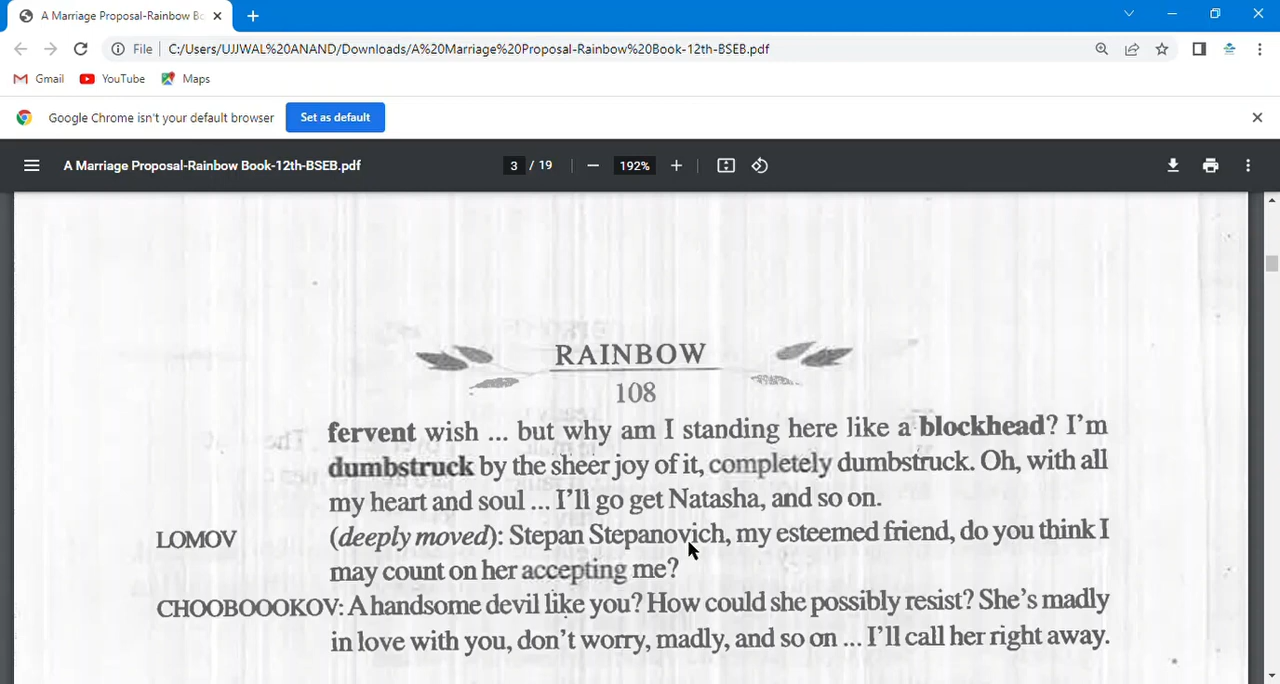 A Marriage Proposal-Rainbow Bo
File C:/Users/UJJWAL%20ANAND/Downloads/A%20Marriage%20Proposal-Rainbow%20Book-12th-BSEB.pdf
Gmail YouTube Maps
Google Chrome isn't your default browser Set as default
A Marriage Proposal-Rainbow Book-12th-BSEB.pdf 3 / 19 192%
RAINBOW
108
fervent wish ... but why am I standing here like a blockhead? I'm
dumbstruck by the sheer joy of it, completely dumbstruck. Oh, with all
my heart and soul ... I'll go get Natasha, and so on.
LOMOV (deeply moved): Stepan Stepanovich, my esteemed friend, do you think I
may count on her accepting me?
CHOOBOOOKOV: A handsome devil like you? How could she possibly resist? She's madly
in love with you, don't worry, madly, and so on ... I'll call her right away.